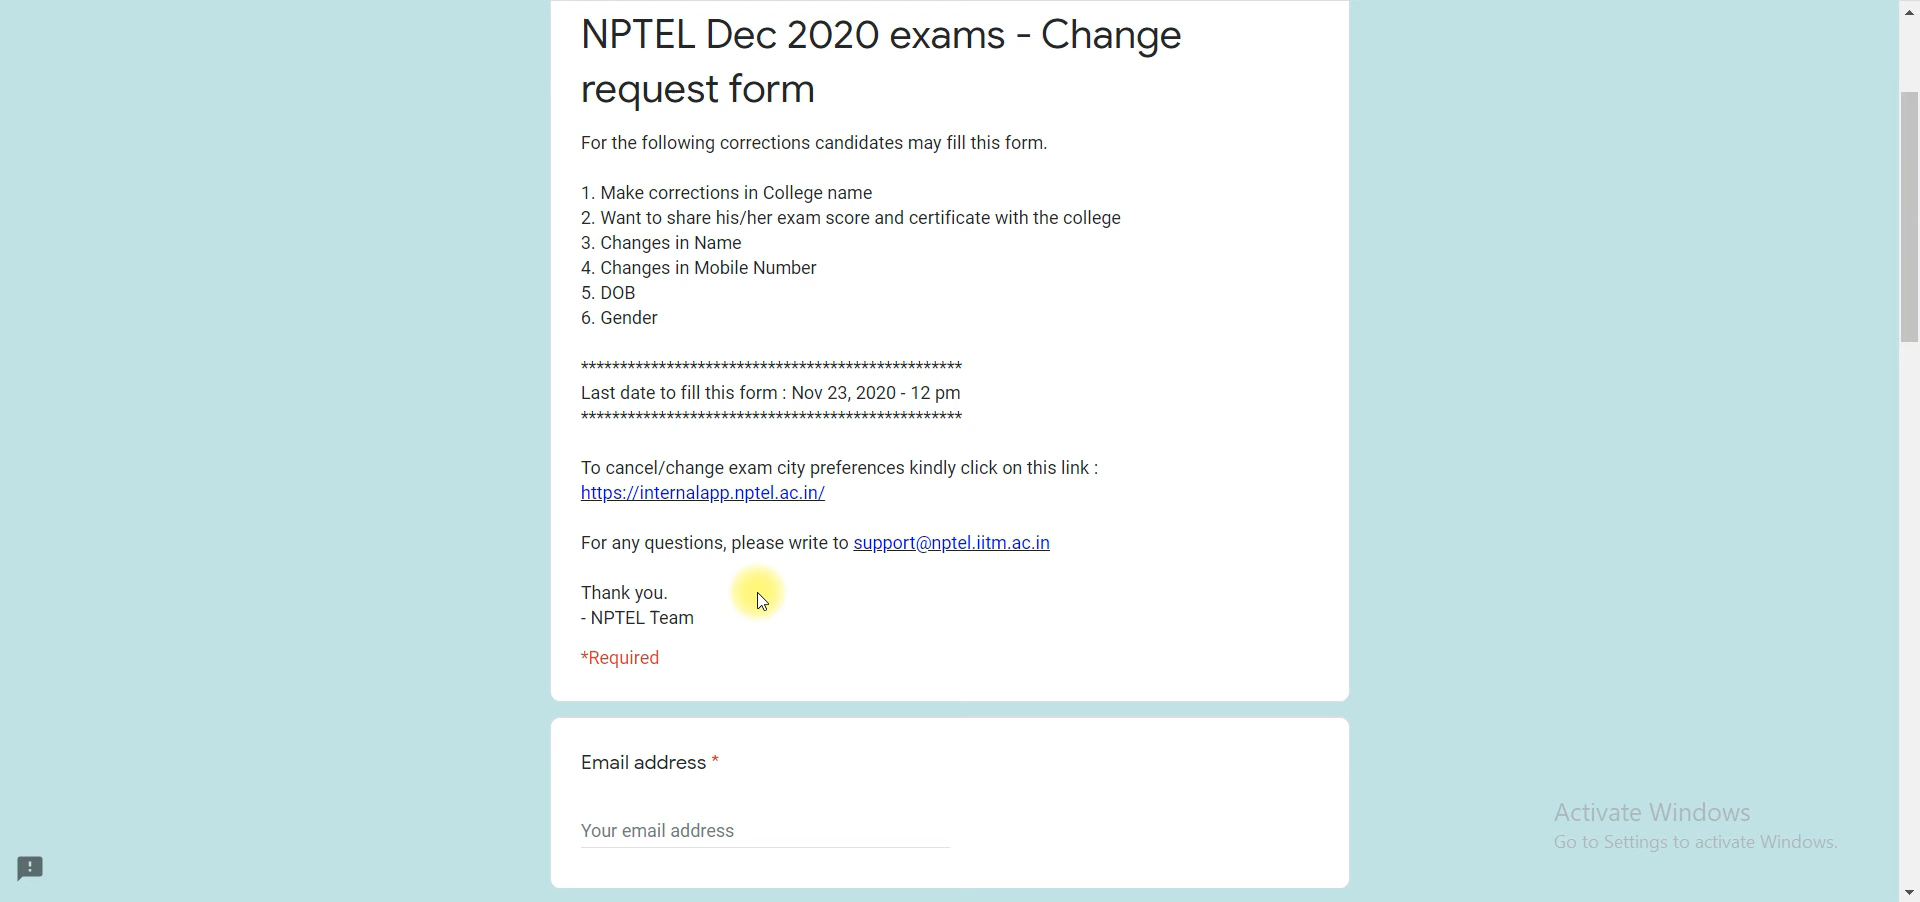 NPTEL Dec 2020 exams - Change
request form
For the following corrections candidates may fill this form.
1. Make corrections in College name
2. Want to share his/her exam score and certificate with the college
3. Changes in Name
4. Changes in Mobile Number
5. DOB
6. Gender
*************************************************
Last date to fill this form : Nov 23, 2020 - 12 pm
*************************************************
To cancel/change exam city preferences kindly click on this link :
https://internalapp.nptel.ac.in/
For any questions, please write to support@nptel.iitm.ac.in
Thank you.
- NPTEL Team
*Required
Email address *
Your email address
Activate Windows
Go to Settings to activate Windows.